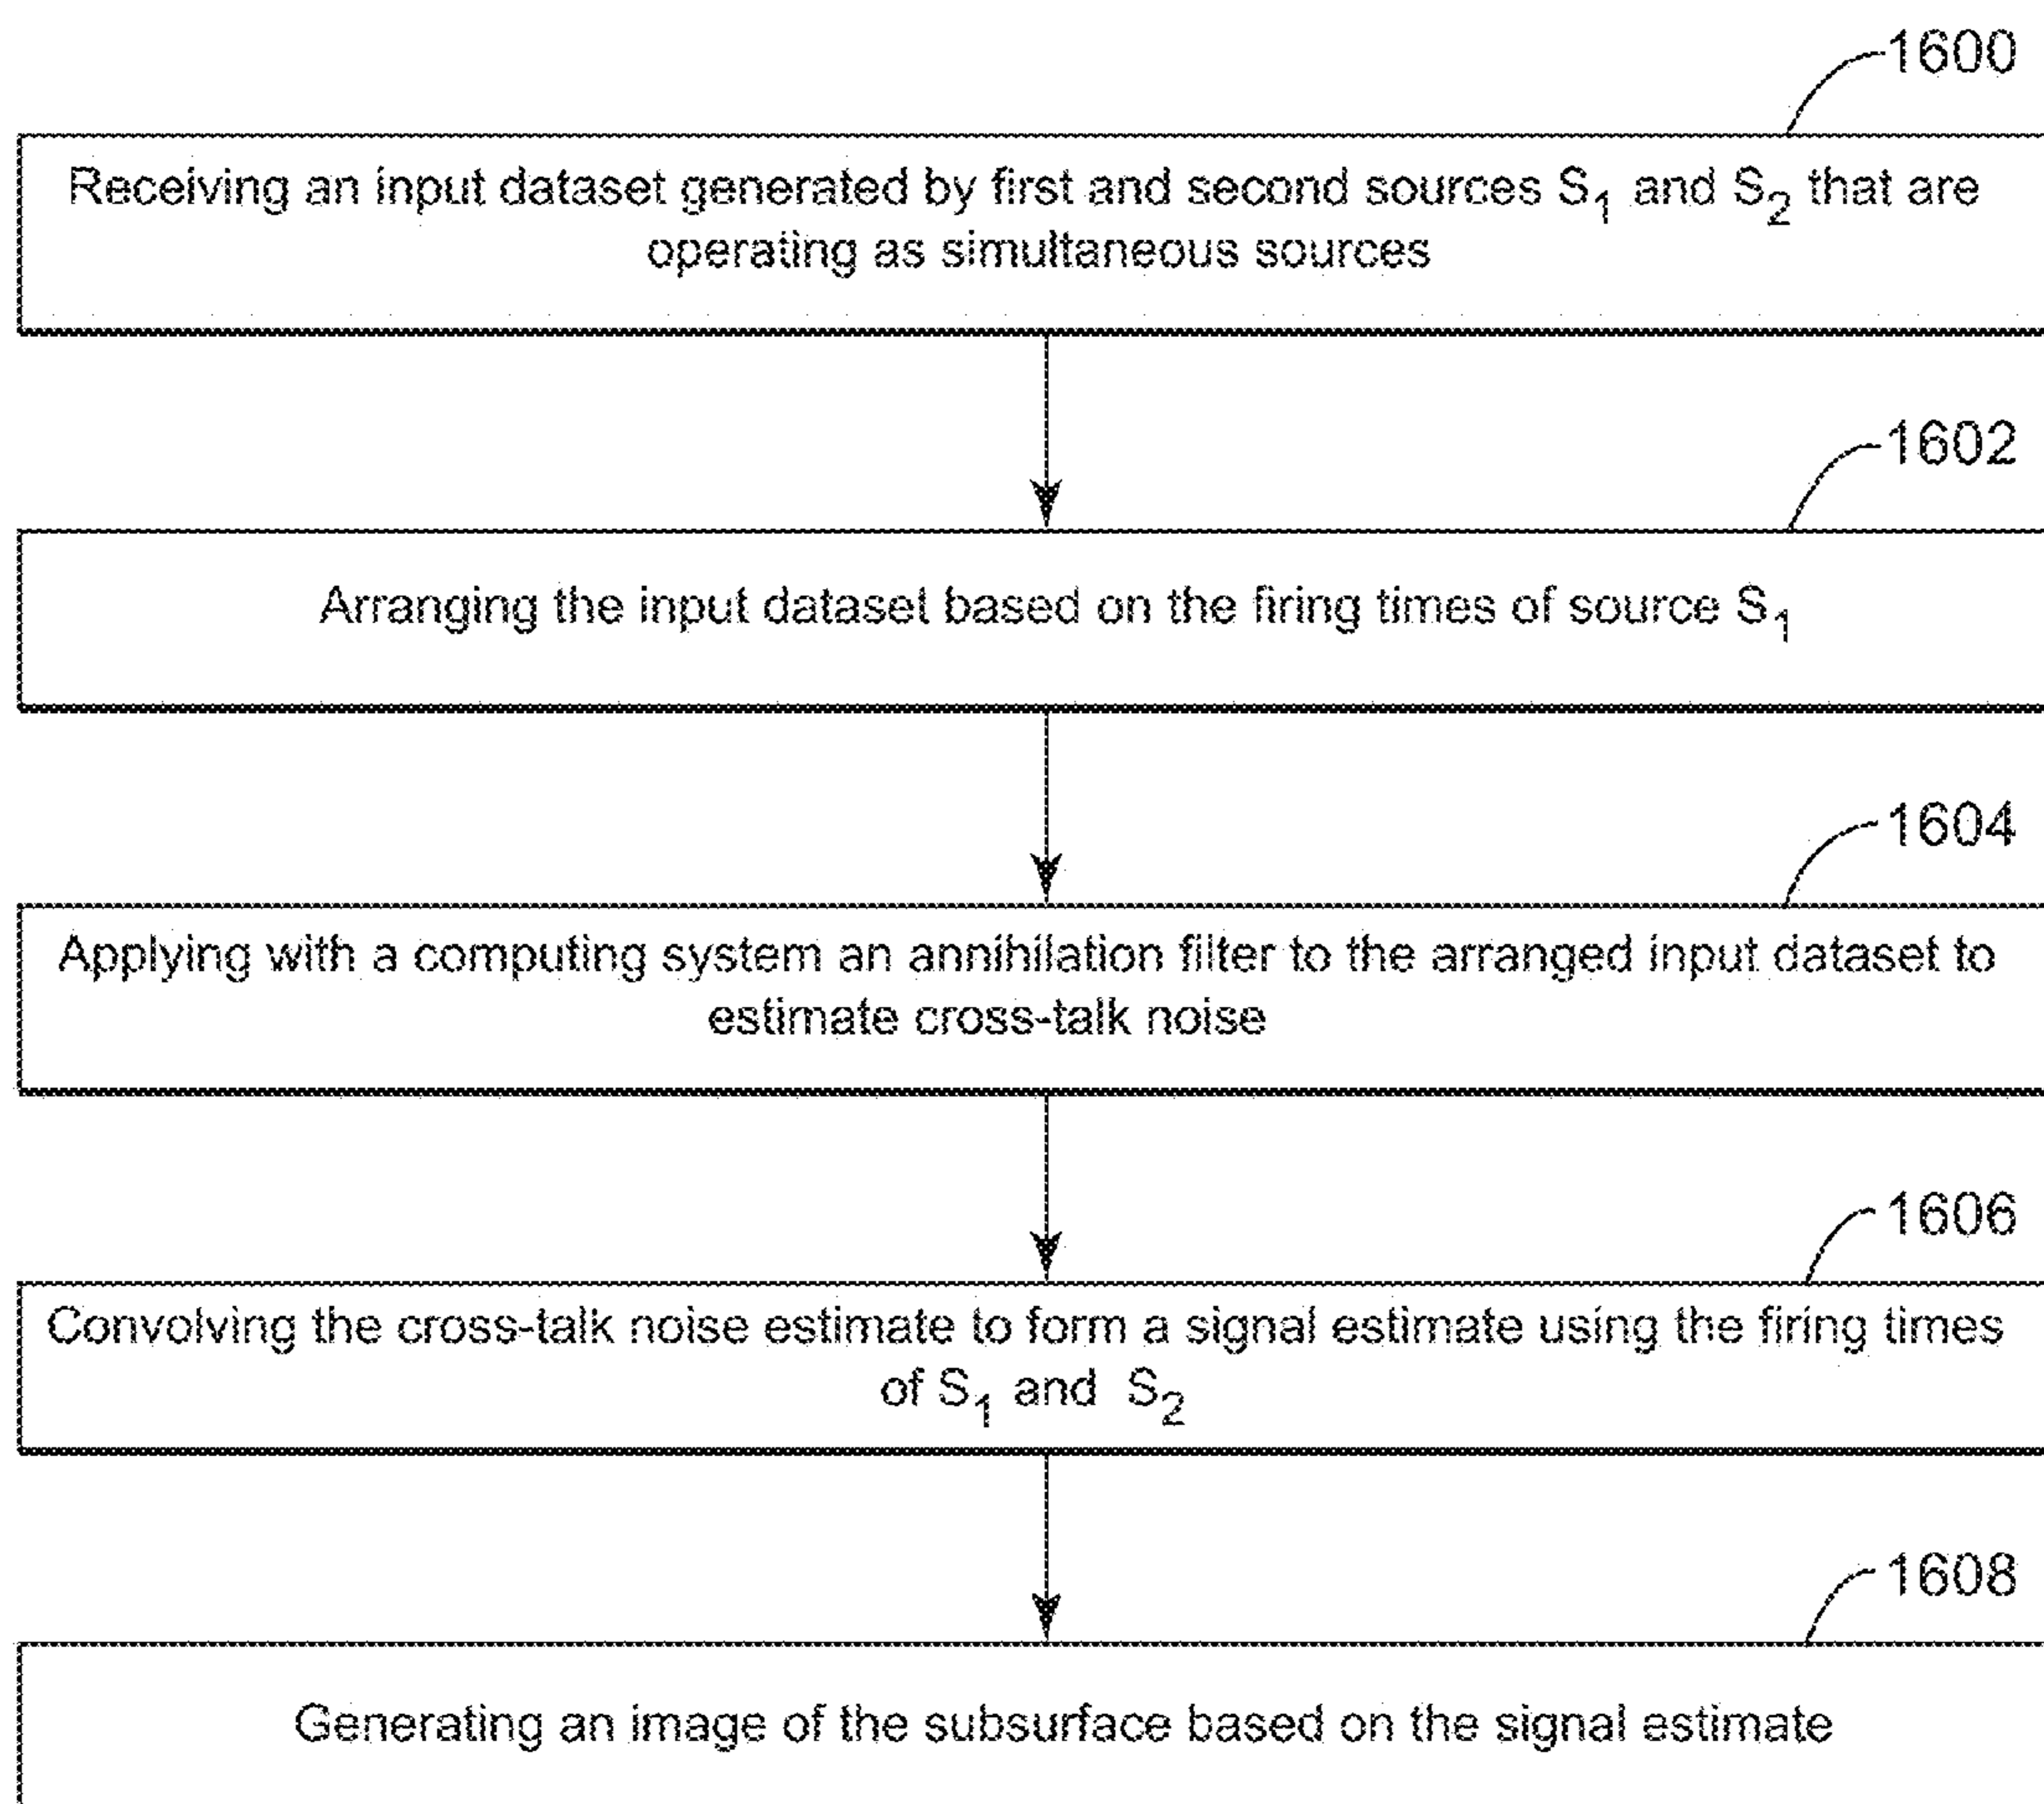 1600
Receiving an input dataset generated by first and second sources S₁ and S₂ that are
operating as simultaneous sources
1602
Arranging the input dataset based on the firing times of source S₁
1604
Applying with a computing system an annihilation filter to the arranged input dataset to
estimate cross-talk noise
1606
Convolving the cross-talk noise estimate to form a signal estimate using the firing times
of S₁ and S₂
1608
Generating an image of the subsurface based on the signal estimate